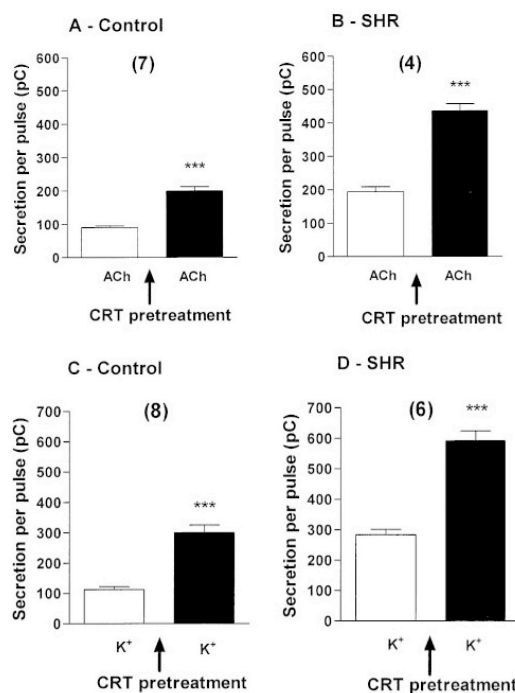 A - Control
(7)
Secretion per pulse (pC)
600
500
400
300
200
100
0
***
ACh
ACh
CRT pretreatment
B - SHR
(4)
Secretion per pulse (pC)
600
500
400
300
200
100
0
***
ACh
ACh
CRT pretreatment
C - Control
(8)
Secretion per pulse (pC)
700
600
500
400
300
200
100
0
***
K⁺
K⁺
CRT pretreatment
D - SHR
(6)
Secretion per pulse (pC)
700
600
500
400
300
200
100
0
***
K⁺
K⁺
CRT pretreatment